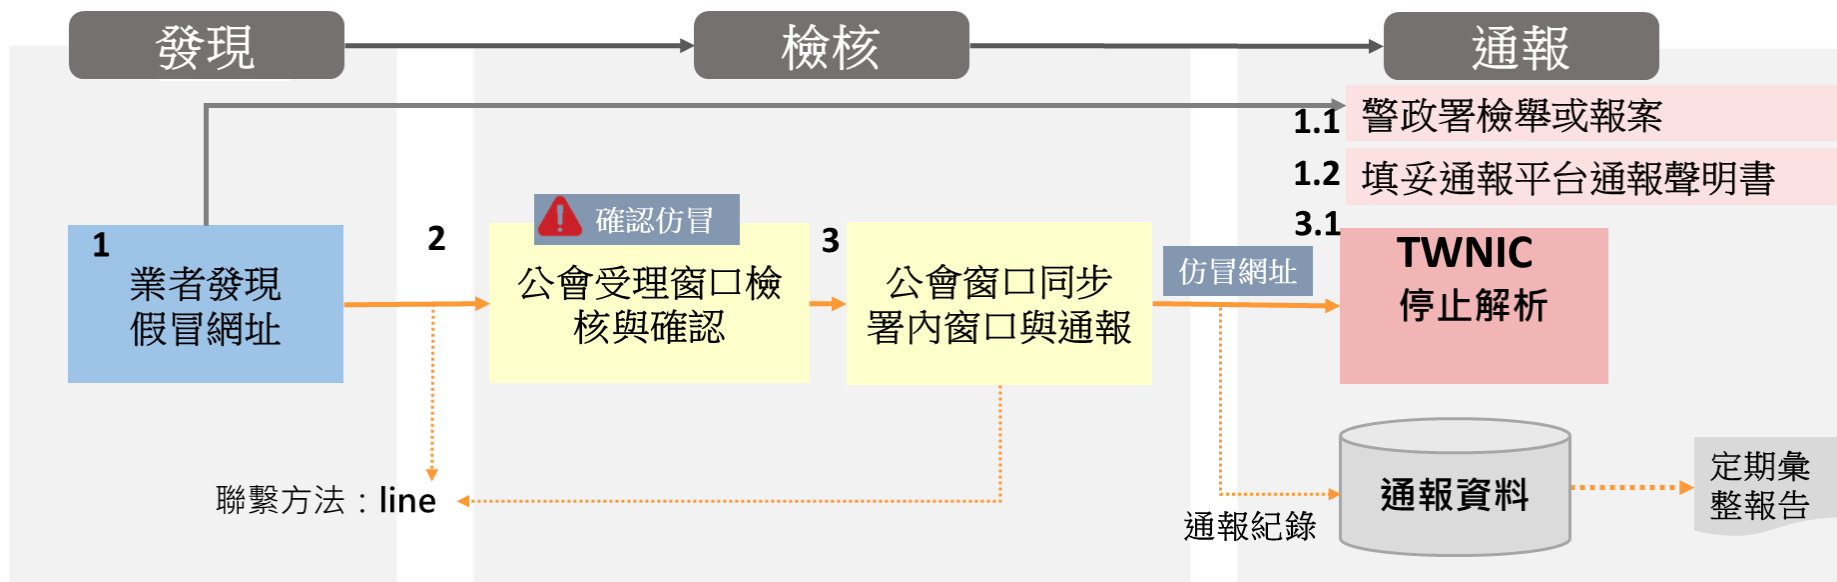 發現
檢核
通報
1.1
警政署檢舉或報案
1.2
填妥通報平台通報聲明書
1
業者發現
假冒網址
2
確認仿冒
公會受理窗口檢
核與確認
3
公會窗口同步
署內窗口與通報
仿冒網址
3.1
TWNIC
停止解析
聯繫方法：line
通報紀錄
通報資料
定期彙
整報告